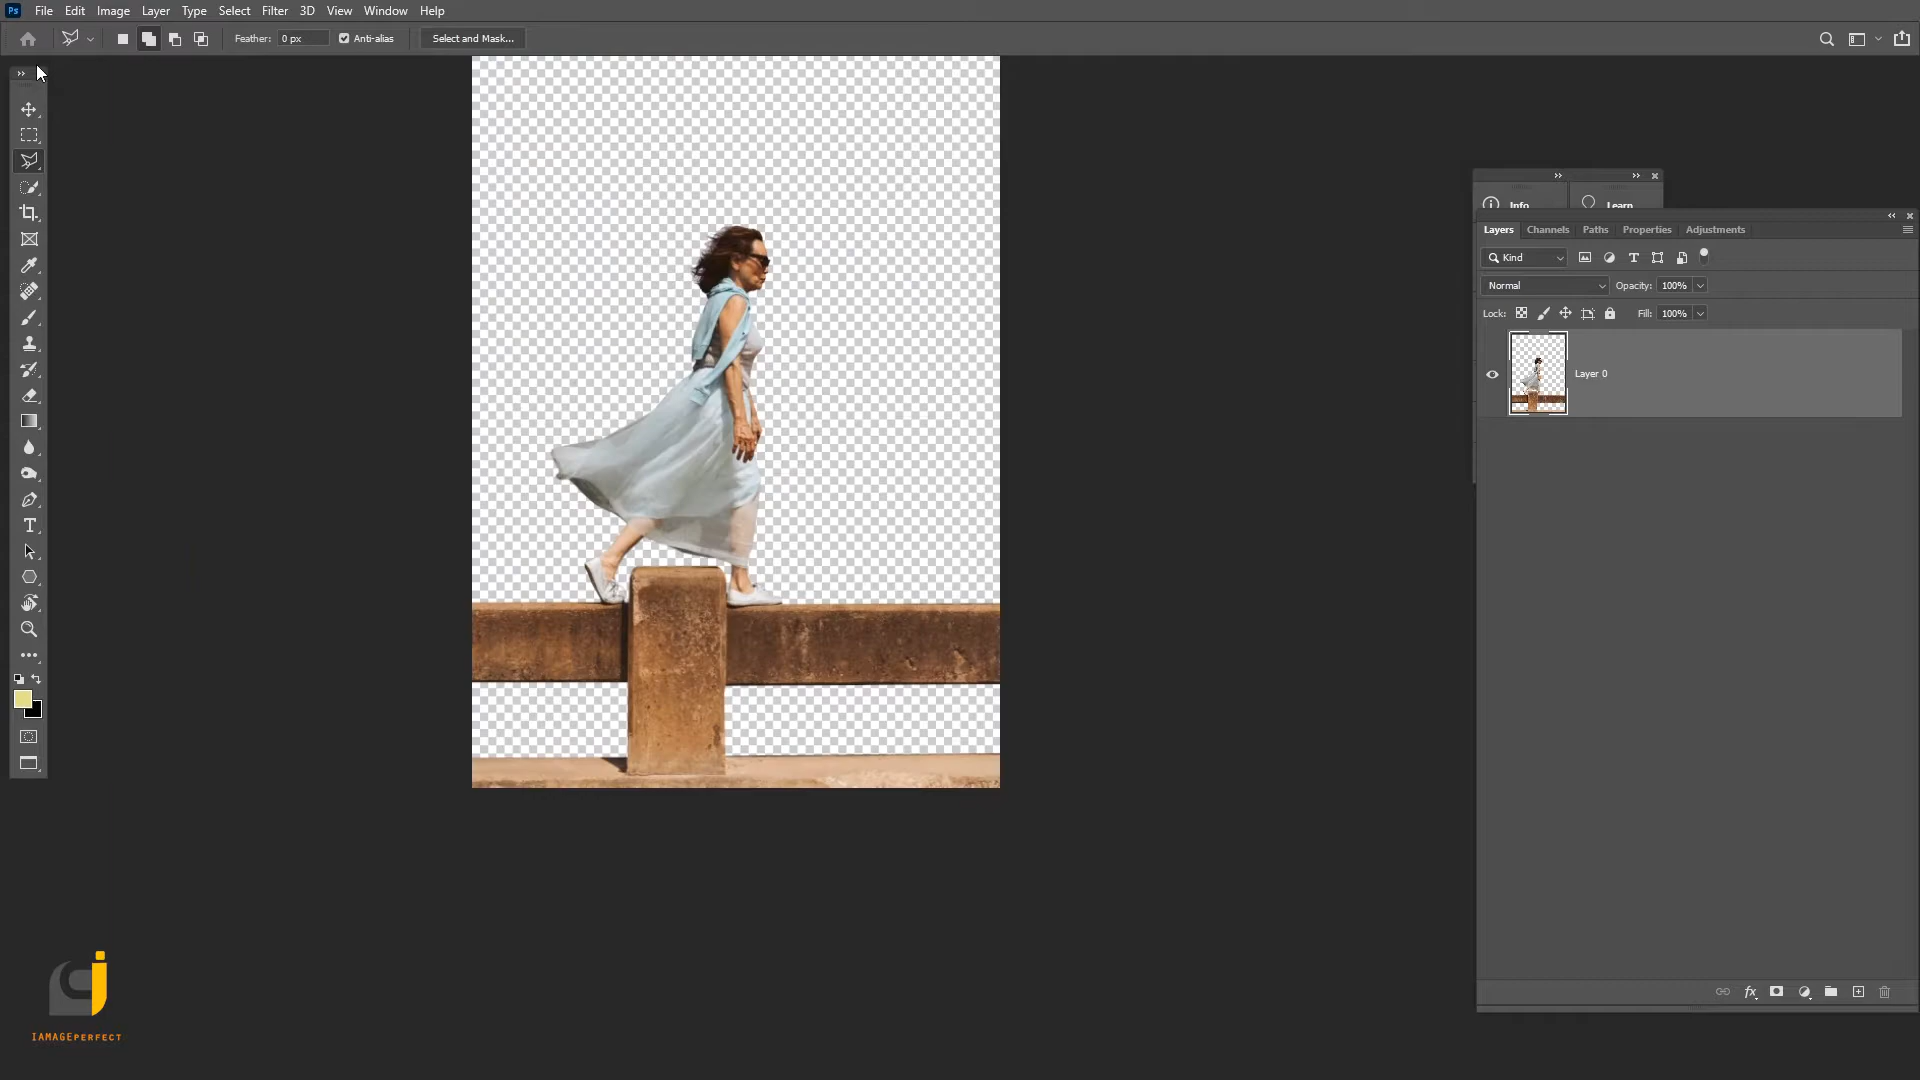 Ps File Edit Image Layer Type Select Filter 3D View Window Help
Feather: 0 px Anti-alias Select and Mask...
Info Learn
Layers Channels Paths Properties Adjustments
Kind
Normal Opacity: 100%
Lock: Fill: 100%
Layer 0
IAMAGEPERFECT